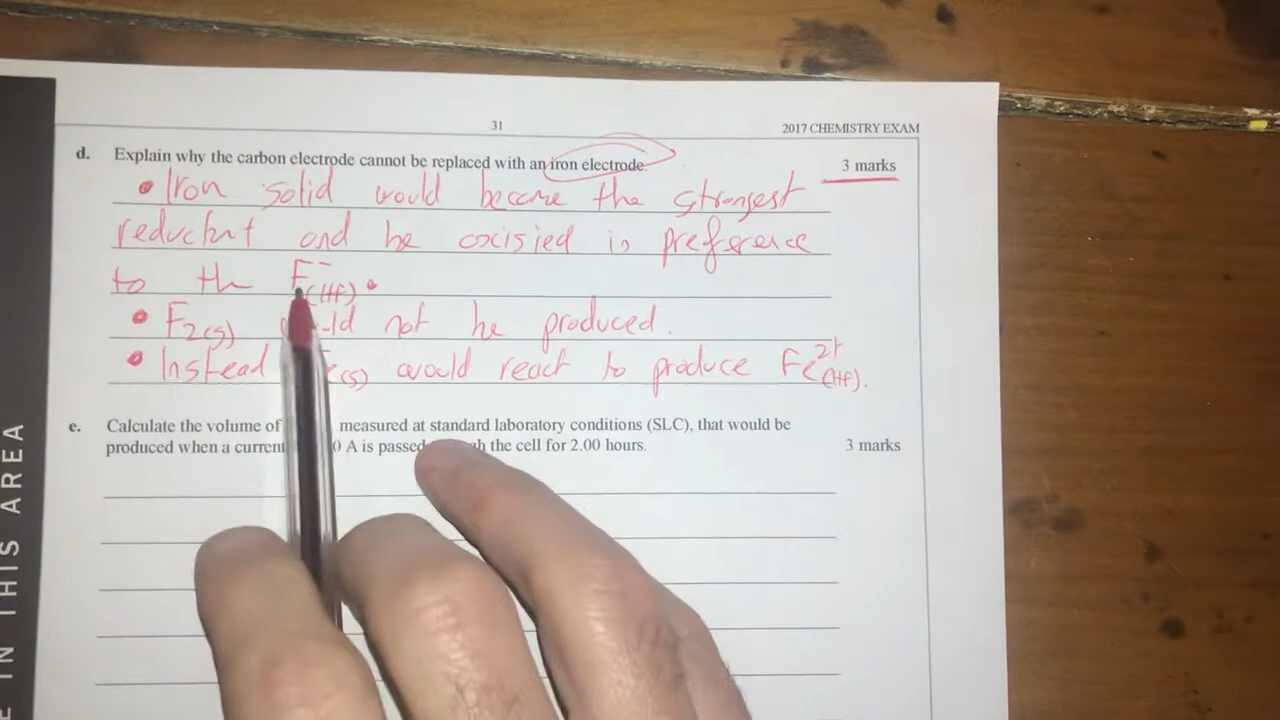 31
2017 CHEMISTRY EXAM
d. Explain why the carbon electrode cannot be replaced with an iron electrode. 3 marks
• Iron solid would become the strongest
reductant and be oxcisied in preference
to the F⁻(HF).
• F2(g) not be produced.
• Instead (s) would react to produce Fe²⁺(HF).
e. Calculate the volume of measured at standard laboratory conditions (SLC), that would be
produced when a current A is passed the cell for 2.00 hours. 3 marks
IN THIS AREA